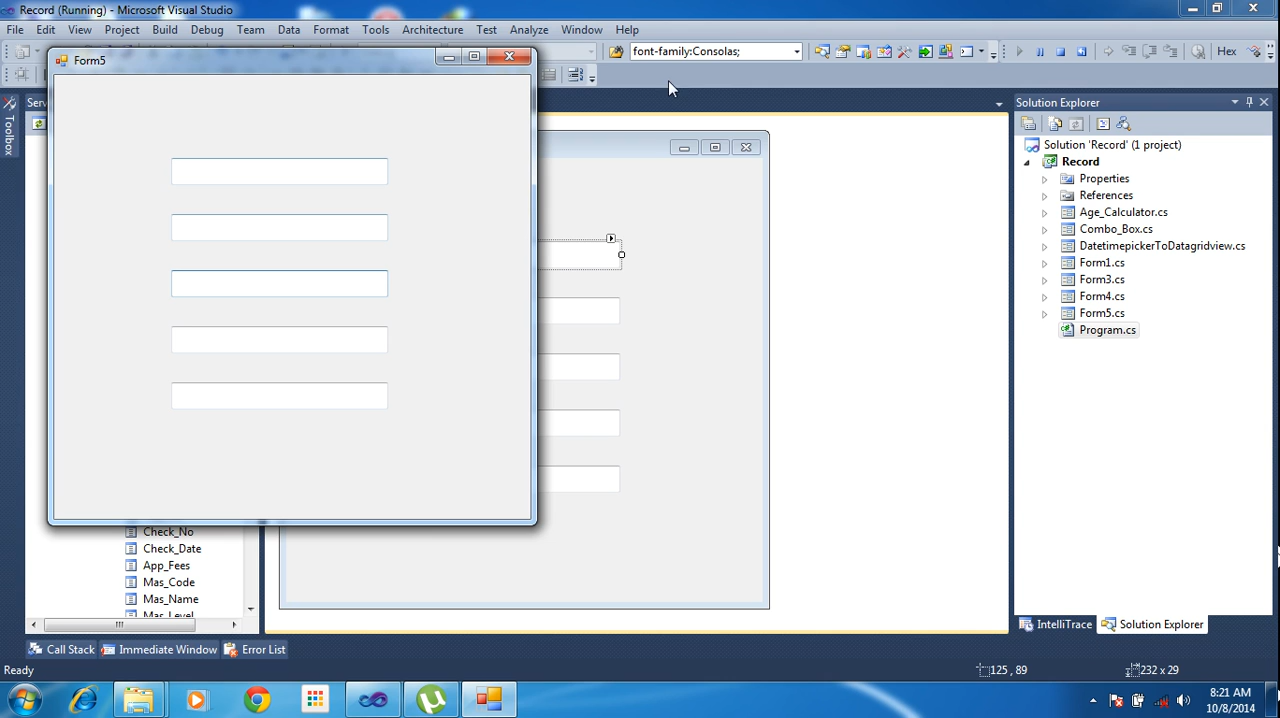 Record (Running) - Microsoft Visual Studio
File Edit View Project Build Debug Team Data Format Tools Architecture Test Analyze Window Help
font-family:Consolas;
Hex
Form5
Serv
Toolbox
Solution Explorer
Solution 'Record' (1 project)
Record
Properties
References
Age_Calculator.cs
Combo_Box.cs
DatetimepickerToDatagridview.cs
Form1.cs
Form3.cs
Form4.cs
Form5.cs
Program.cs
Check_No
Check_Date
App_Fees
Mas_Code
Mas_Name
Mas_Level
IntelliTrace Solution Explorer
Call Stack Immediate Window Error List
Ready
125 , 89
232 x 29
8:21 AM
10/8/2014